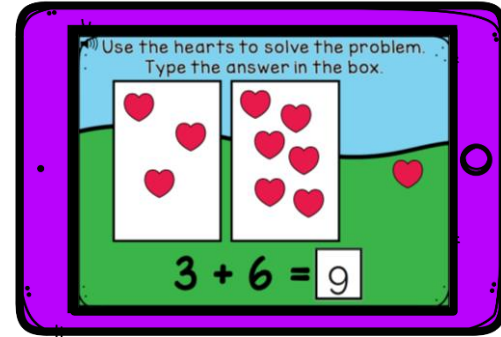 Use the hearts to solve the problem.
Type the answer in the box.
3 + 6 = 9